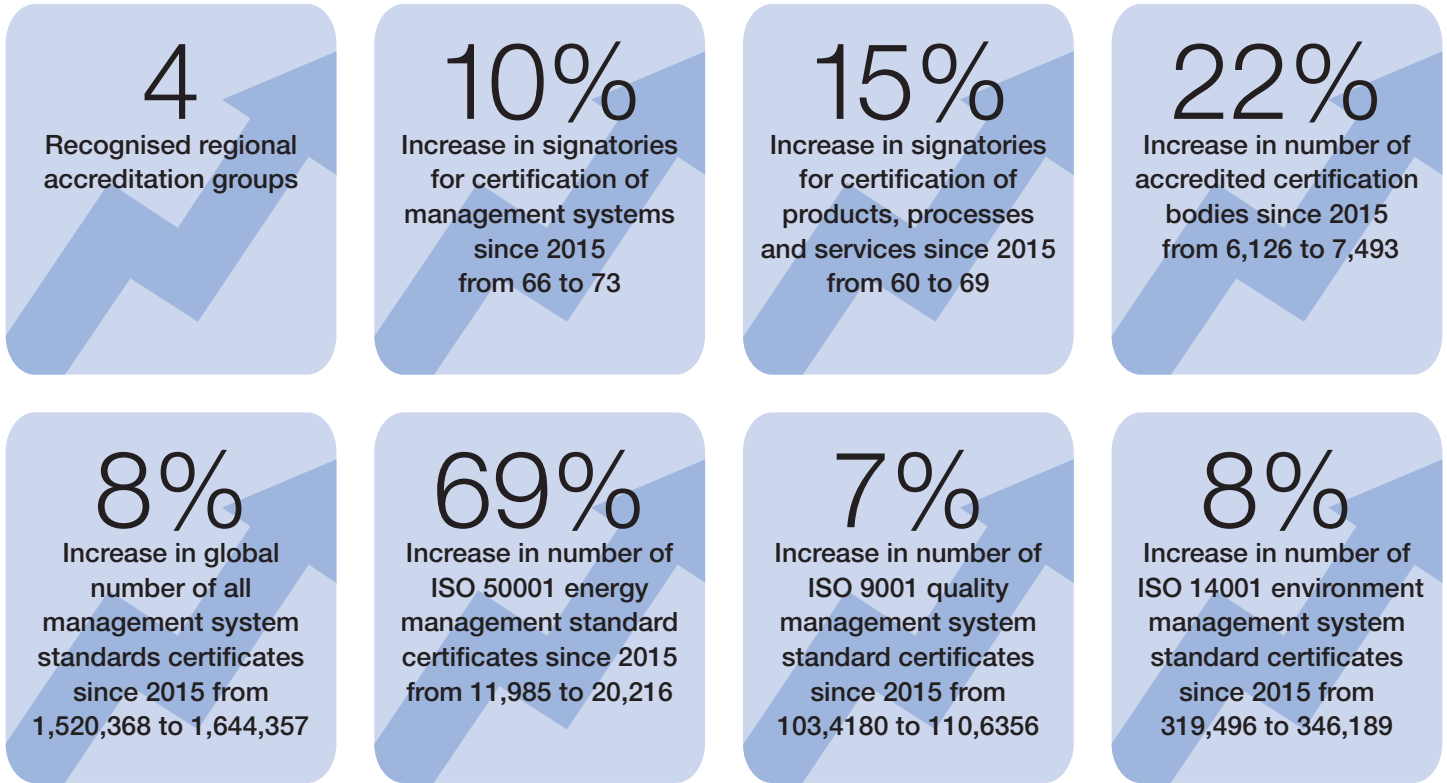 4
Recognised regional
accreditation groups
10%
Increase in signatories
for certification of
management systems
since 2015
from 66 to 73
15%
Increase in signatories
for certification of
products, processes
and services since 2015
from 60 to 69
22%
Increase in number of
accredited certification
bodies since 2015
from 6,126 to 7,493
8%
Increase in global
number of all
management system
standards certificates
since 2015 from
1,520,368 to 1,644,357
69%
Increase in number of
ISO 50001 energy
management standard
certificates since 2015
from 11,985 to 20,216
7%
Increase in number of
ISO 9001 quality
management system
standard certificates
since 2015 from
103,4180 to 110,6356
8%
Increase in number of
ISO 14001 environment
management system
standard certificates
since 2015 from
319,496 to 346,189